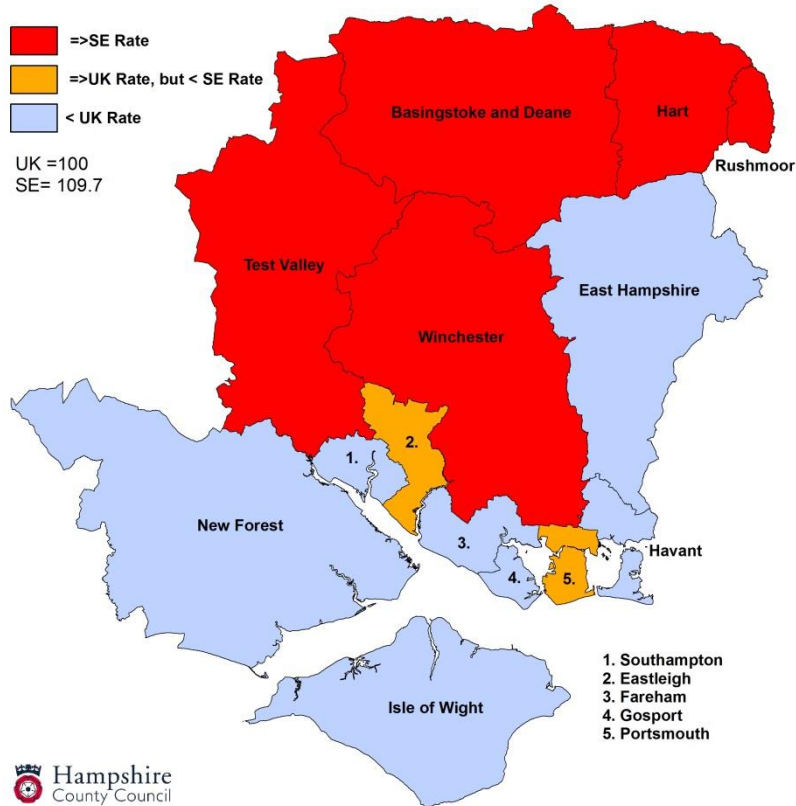 =>SE Rate
=>UK Rate, but < SE Rate
< UK Rate
UK =100
SE= 109.7
Basingstoke and Deane
Hart
Rushmoor
Test Valley
East Hampshire
Winchester
1.
2.
New Forest
3.
Havant
4.
5.
Isle of Wight
1. Southampton
2. Eastleigh
3. Fareham
4. Gosport
5. Portsmouth
Hampshire
County Council